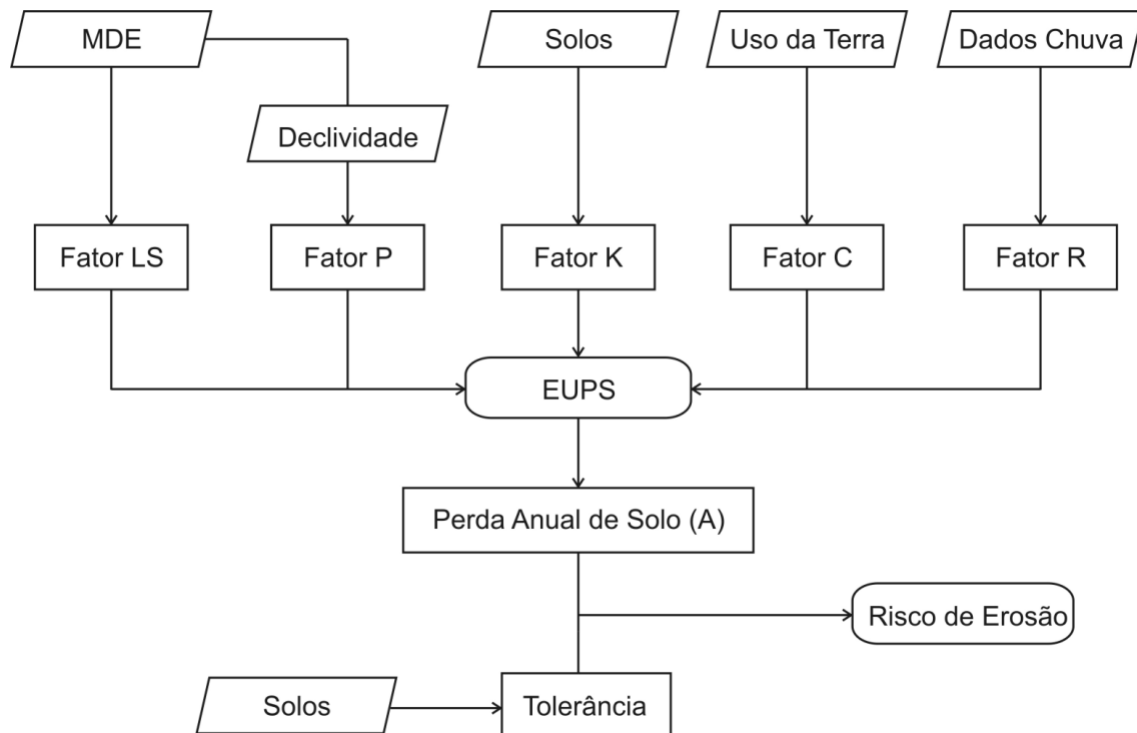 MDE
Solos
Uso da Terra
Dados Chuva
Declividade
Fator LS
Fator P
Fator K
Fator C
Fator R
EUPS
Perda Anual de Solo (A)
Risco de Erosão
Solos
Tolerância